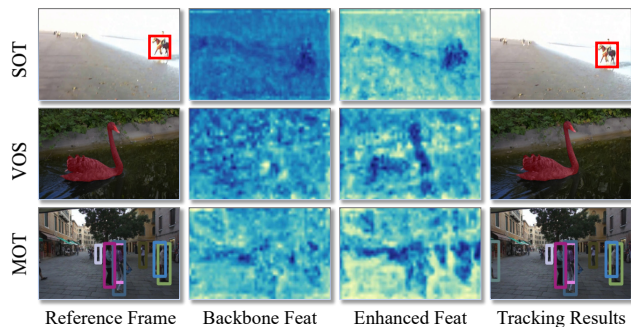 SOT
VOS
MOT
Reference Frame Backbone Feat Enhanced Feat Tracking Results